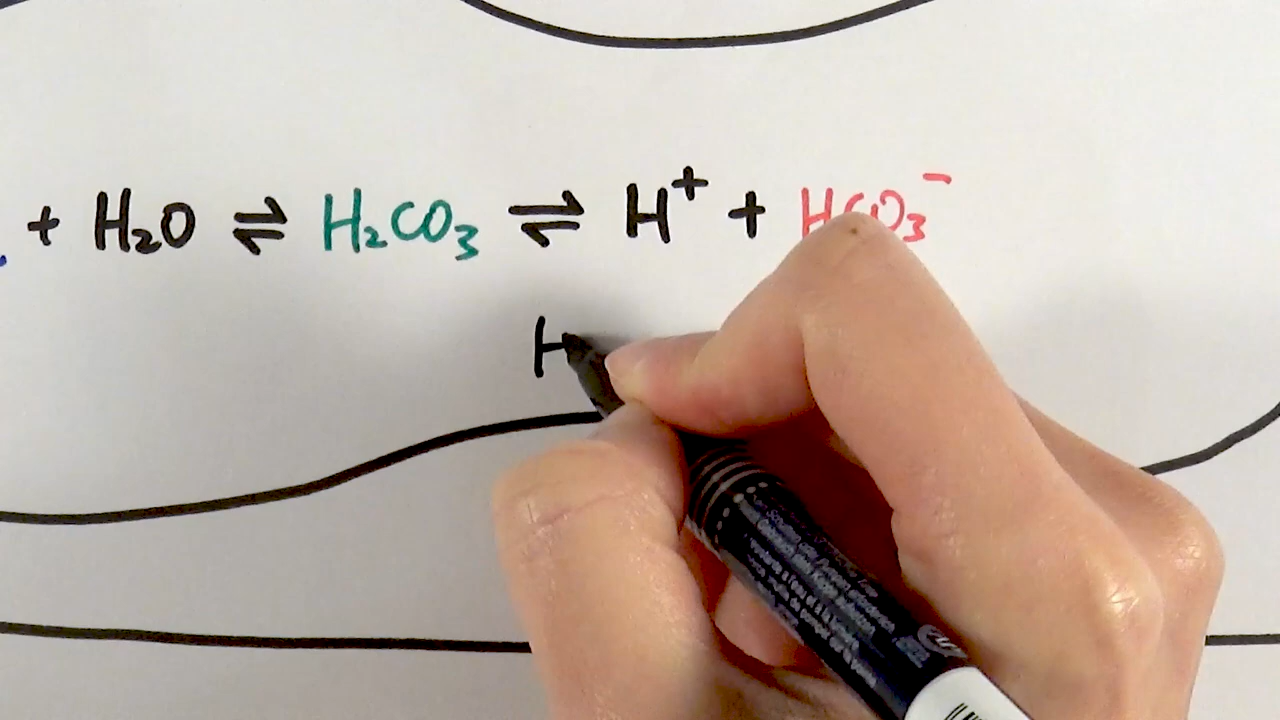 + H₂O ⇌ H₂CO₃ ⇌ H⁺ + HCO₃⁻
H